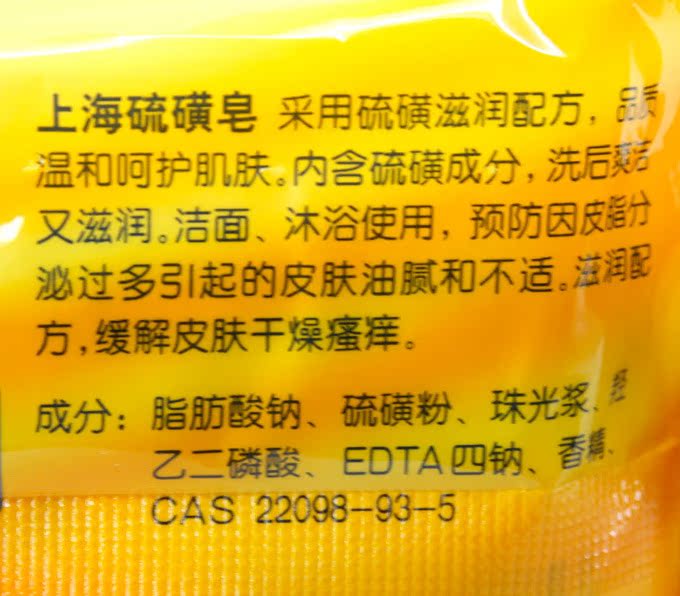 上海硫磺皂 采用硫磺滋润配方，品质
温和呵护肌肤。内含硫磺成分，洗后爽洁
又滋润。洁面、沐浴使用，预防因皮脂分
泌过多引起的皮肤油腻和不适。滋润配
方，缓解皮肤干燥瘙痒。
成分：脂肪酸钠、硫磺粉、珠光浆、羟
乙二磷酸、EDTA四钠、香精、
CAS 22098-93-5